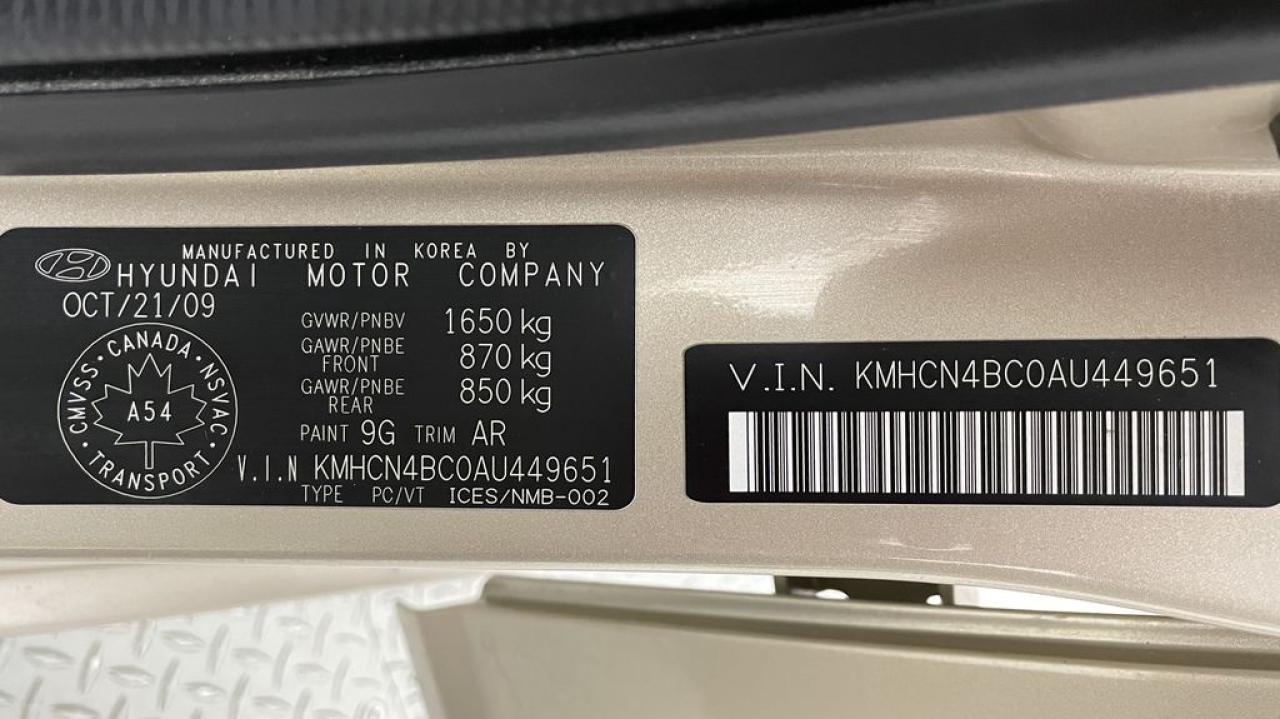 MANUFACTURED IN KOREA BY
HYUNDAI MOTOR COMPANY
OCT/21/09
GVWR/PNBV 1650 kg
GAWR/PNBE FRONT 870 kg
GAWR/PNBE REAR 850 kg
PAINT 9G TRIM AR
CANADA • NSVAC • TRANSPORT • CMVSS •
A54
V.I.N KMHCN4BC0AU449651
TYPE PC/VT ICES/NMB-002
V.I.N. KMHCN4BC0AU449651